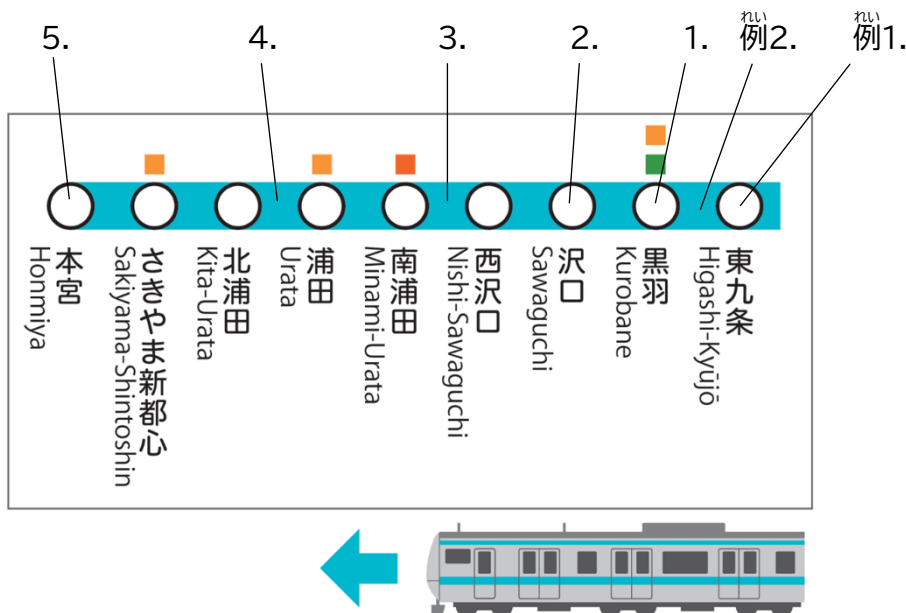 5.
4.
3.
2.
1.
れい
例2.
れい
例1.
本宮
Honmiya
さきやま新都心
Sakiyama-Shintoshin
北浦田
Kita-Urata
浦田
Urata
南浦田
Minami-Urata
西沢口
Nishi-Sawaguchi
沢口
Sawaguchi
黒羽
Kurobane
東九条
Higashi-Kyūjō